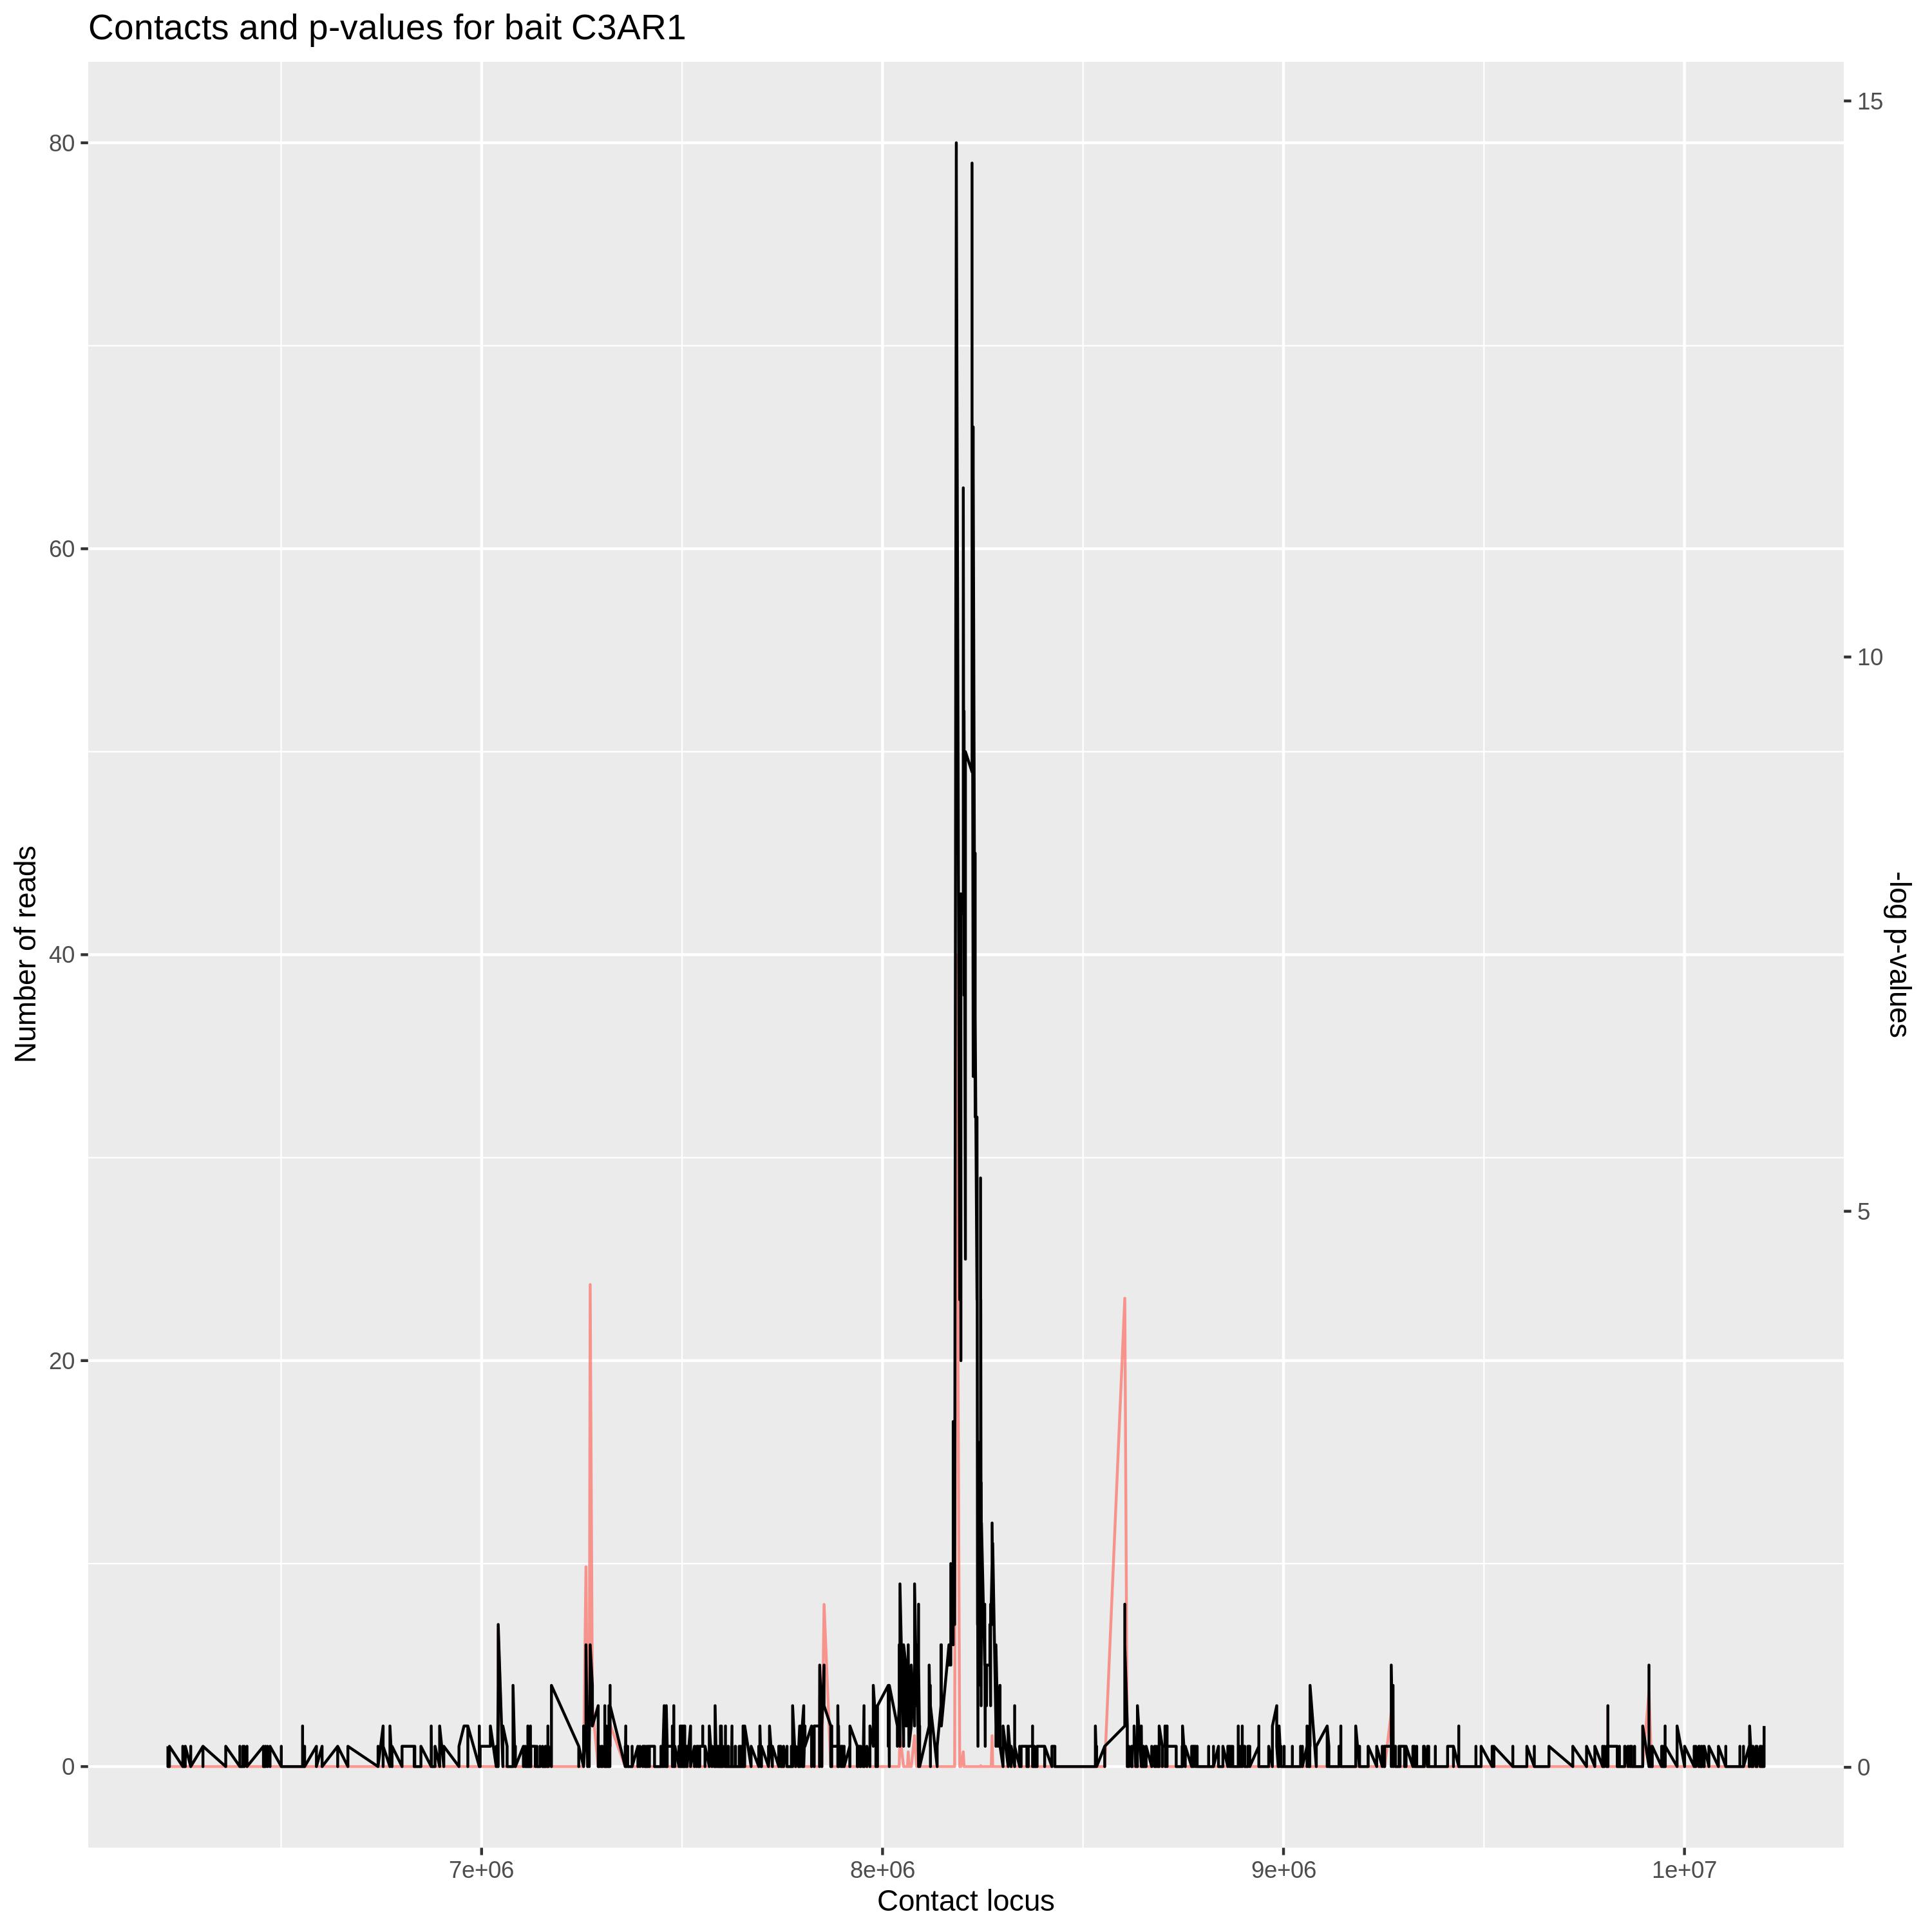 Contacts and p-values for bait C3AR1
80
60
40
20
0
Number of reads
15
10
5
0
-log p-values
7e+06 8e+06 9e+06 1e+07
Contact locus